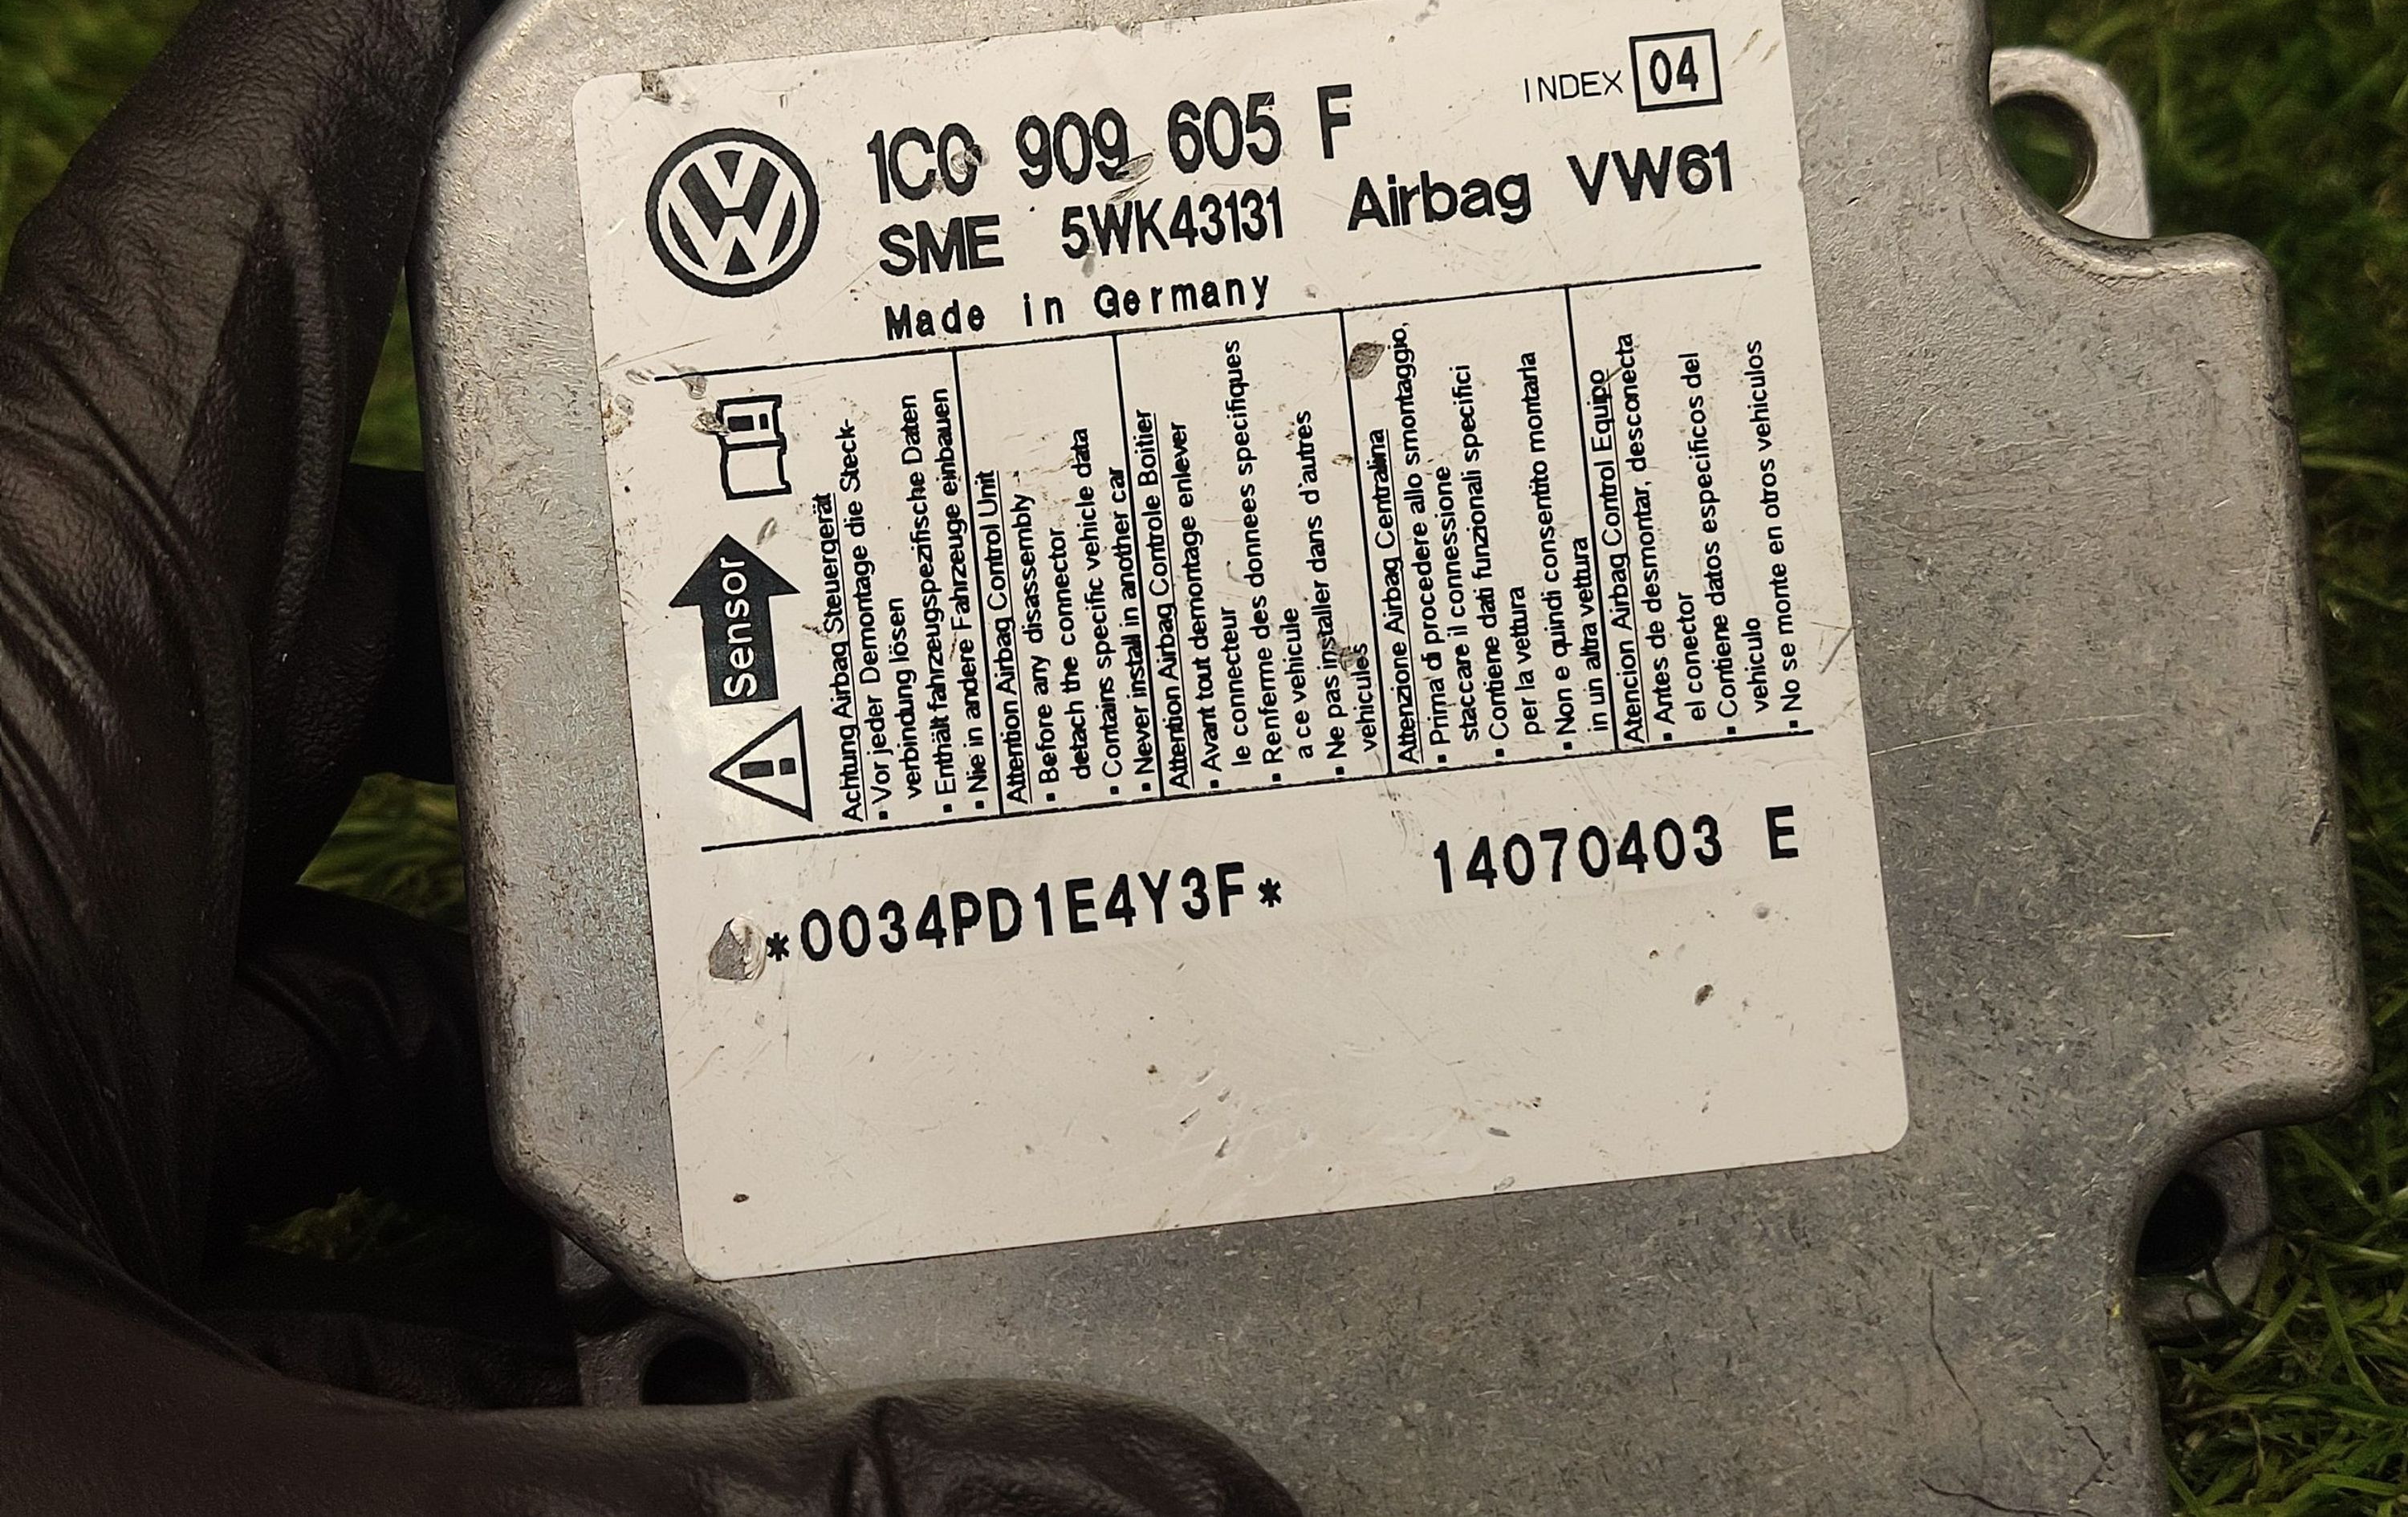 INDEX 04
1C0 909 605 F
SME 5WK43131 Airbag VW61
Made in Germany
Sensor
Achtung Airbag Steuergerät
▪ Vor jeder Demontage die Steck-
verbindung lösen
▪ Enthält fahrzeugspezifische Daten
▪ Nie in andere Fahrzeuge einbauen
Attention Airbag Control Unit
▪ Before any disassembly
detach the connector
▪ Contains specific vehicle data
▪ Never install in another car
Attention Airbag Controle Boitier
▪ Avant tout demontage enlever
le connecteur
▪ Renferme des donnees specifiques
a ce vehicule
▪ Ne pas installer dans d'autres
vehicules
Attenzione Airbag Centralina
▪ Prima di procedere allo smontaggio,
staccare il connessione
▪ Contiene dati funzionali specifici
per la vettura
▪ Non e quindi consentito montarla
in un altra vettura
Atencion Airbag Control Equipo
▪ Antes de desmontar, desconecta
el conector
▪ Contiene datos especificos del
vehiculo
▪ No se monte en otros vehiculos
*0034PD1E4Y3F* 14070403 E